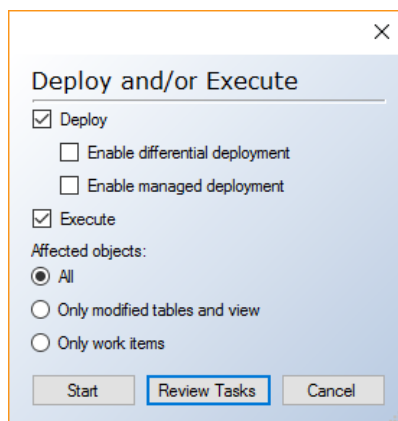 Deploy and/or Execute
Deploy
Enable differential deployment
Enable managed deployment
Execute
Affected objects:
All
Only modified tables and view
Only work items
Start Review Tasks Cancel